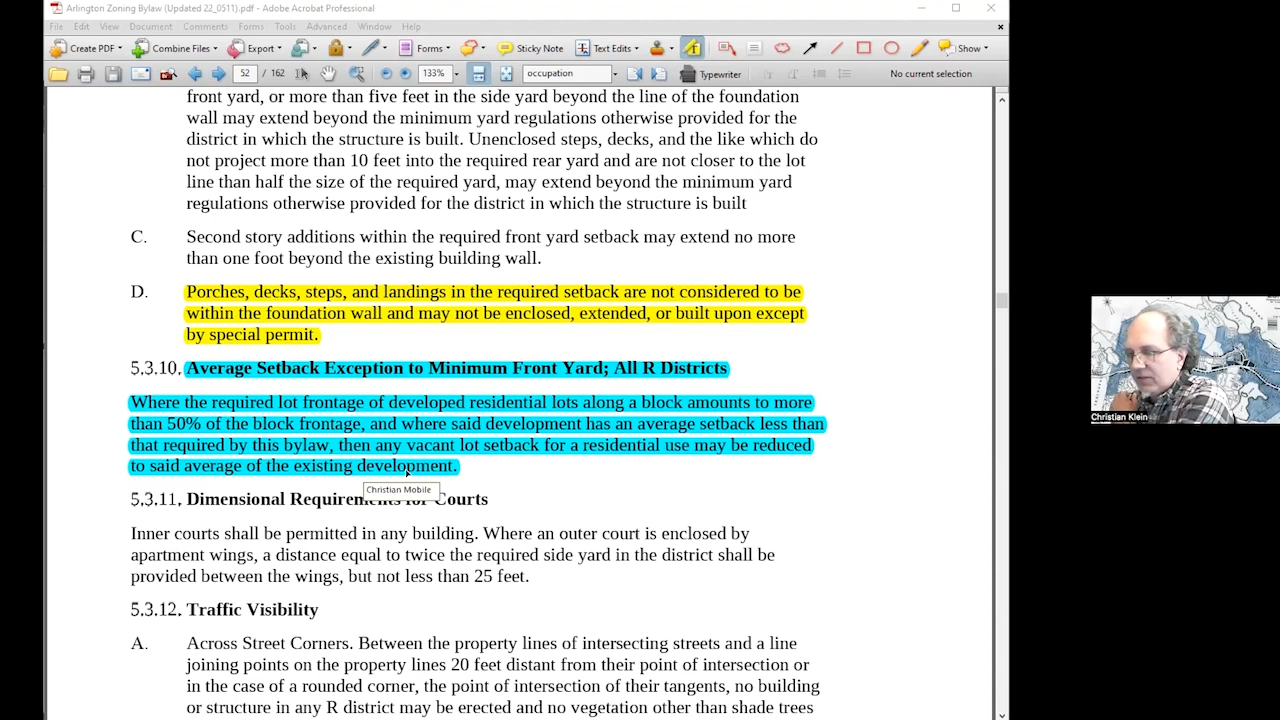 Arlington Zoning Bylaw (Updated 22_0511).pdf - Adobe Acrobat Professional
File Edit View Document Comments Forms Tools Advanced Window Help
Create PDF Combine Files Export Forms Sticky Note Text Edits Show
52 / 162 133% occupation Typewriter No current selection
front yard, or more than five feet in the side yard beyond the line of the foundation
wall may extend beyond the minimum yard regulations otherwise provided for the
district in which the structure is built. Unenclosed steps, decks, and the like which do
not project more than 10 feet into the required rear yard and are not closer to the lot
line than half the size of the required yard, may extend beyond the minimum yard
regulations otherwise provided for the district in which the structure is built
C. Second story additions within the required front yard setback may extend no more
than one foot beyond the existing building wall.
D. Porches, decks, steps, and landings in the required setback are not considered to be
within the foundation wall and may not be enclosed, extended, or built upon except
by special permit.
5.3.10. Average Setback Exception to Minimum Front Yard; All R Districts
Where the required lot frontage of developed residential lots along a block amounts to more
than 50% of the block frontage, and where said development has an average setback less than
that required by this bylaw, then any vacant lot setback for a residential use may be reduced
to said average of the existing development.
Christian Mobile
5.3.11. Dimensional Requirements for Courts
Inner courts shall be permitted in any building. Where an outer court is enclosed by
apartment wings, a distance equal to twice the required side yard in the district shall be
provided between the wings, but not less than 25 feet.
5.3.12. Traffic Visibility
A. Across Street Corners. Between the property lines of intersecting streets and a line
joining points on the property lines 20 feet distant from their point of intersection or
in the case of a rounded corner, the point of intersection of their tangents, no building
or structure in any R district may be erected and no vegetation other than shade trees
Christian Klein